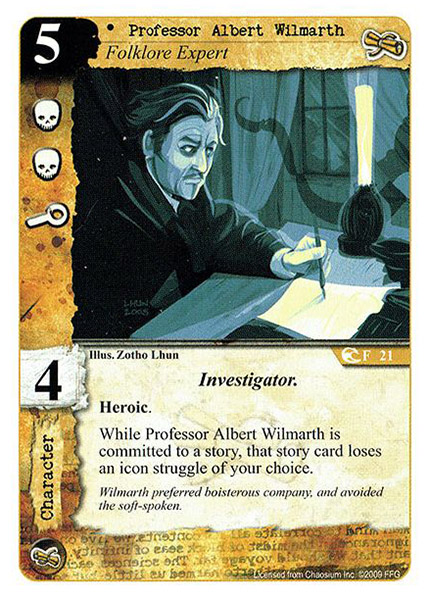 5
• Professor Albert Wilmarth
Folklore Expert
LHUN
2008
Illus. Zotho Lhun
F 21
4
Investigator.
Heroic.
While Professor Albert Wilmarth is
committed to a story, that story card loses
an icon struggle of your choice.
Wilmarth preferred boisterous company, and avoided
the soft-spoken.
Character
Licensed from Chaosium Inc. ©2009 FFG